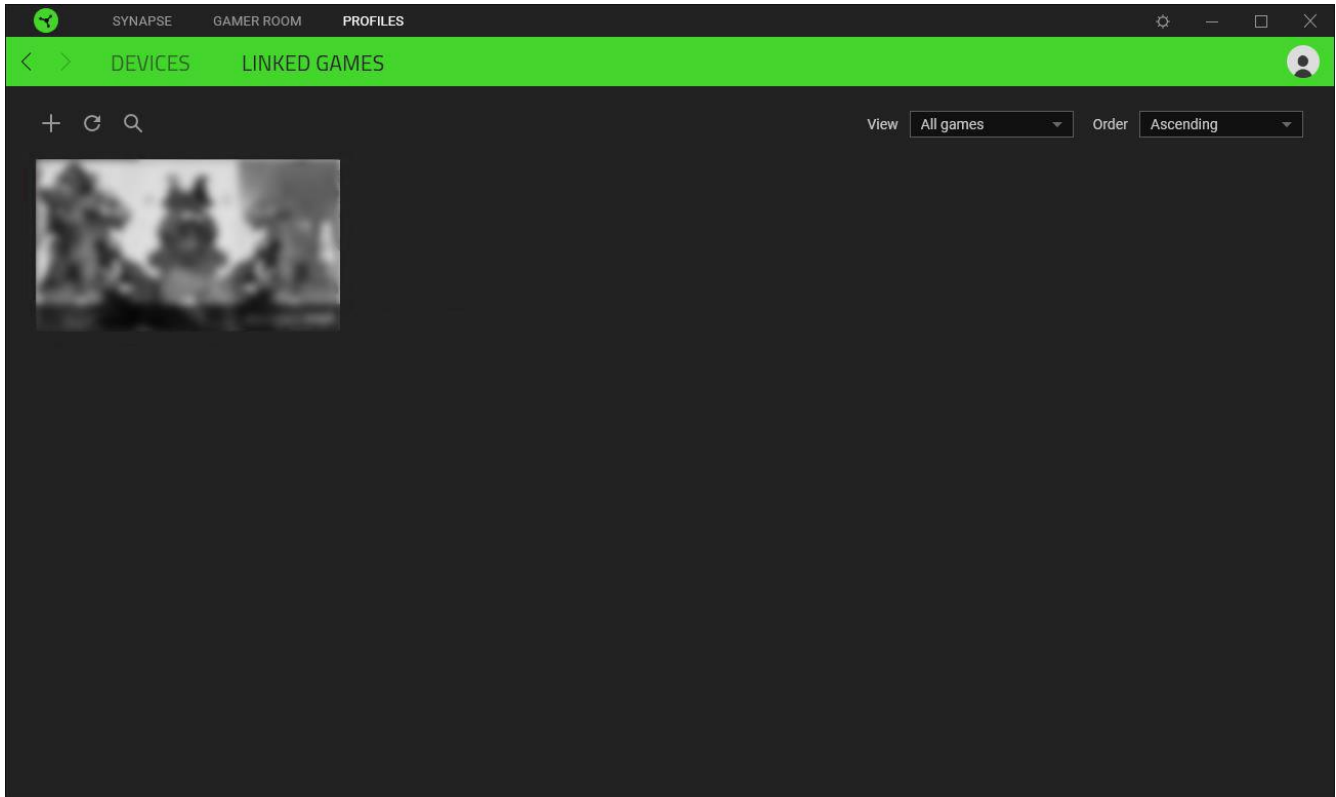 SYNAPSE GAMER ROOM PROFILES
DEVICES LINKED GAMES
View All games Order Ascending